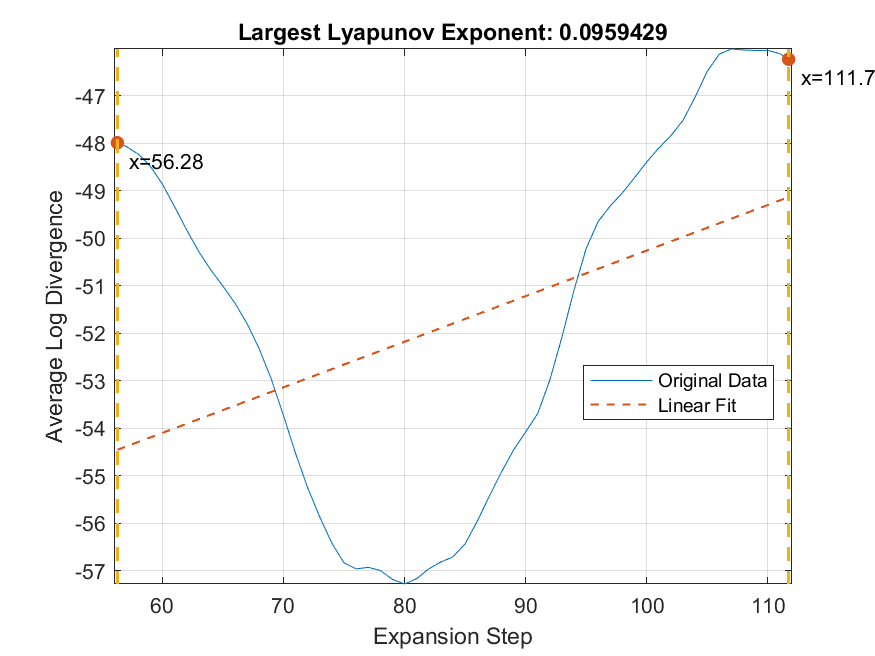 Largest Lyapunov Exponent: 0.0959429
x=111.7
x=56.28
-47
-48
-49
-50
-51
-52
-53
-54
-55
-56
-57
Average Log Divergence
Original Data
Linear Fit
60 70 80 90 100 110
Expansion Step